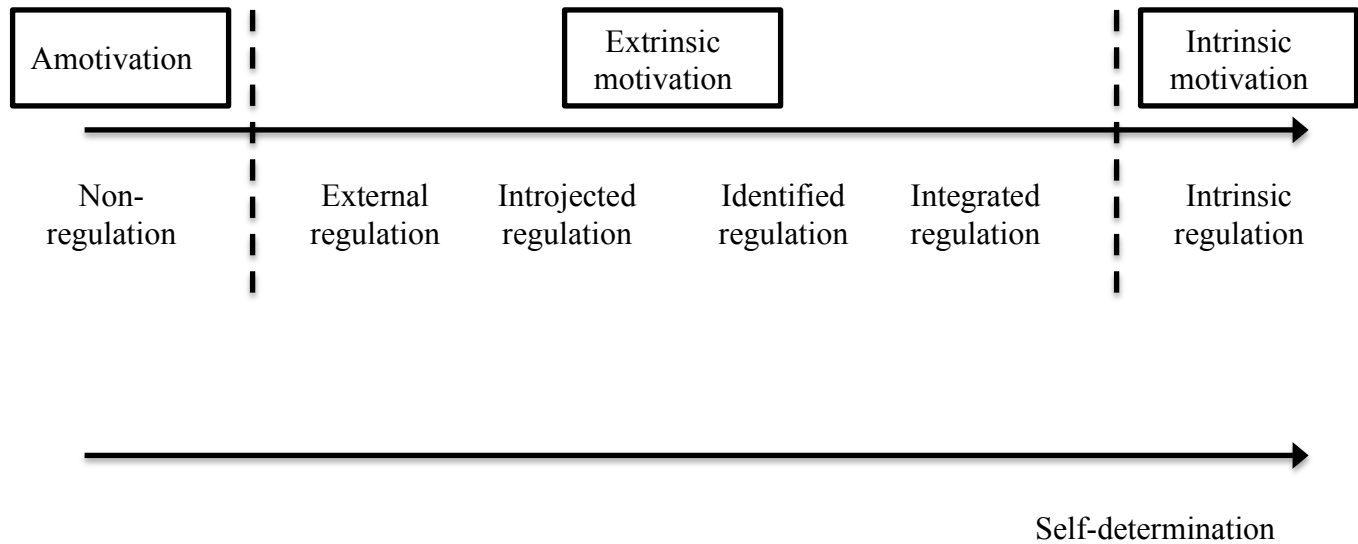 Amotivation
Extrinsic
motivation
Intrinsic
motivation
Non-
regulation
External
regulation
Introjected
regulation
Identified
regulation
Integrated
regulation
Intrinsic
regulation
Self-determination